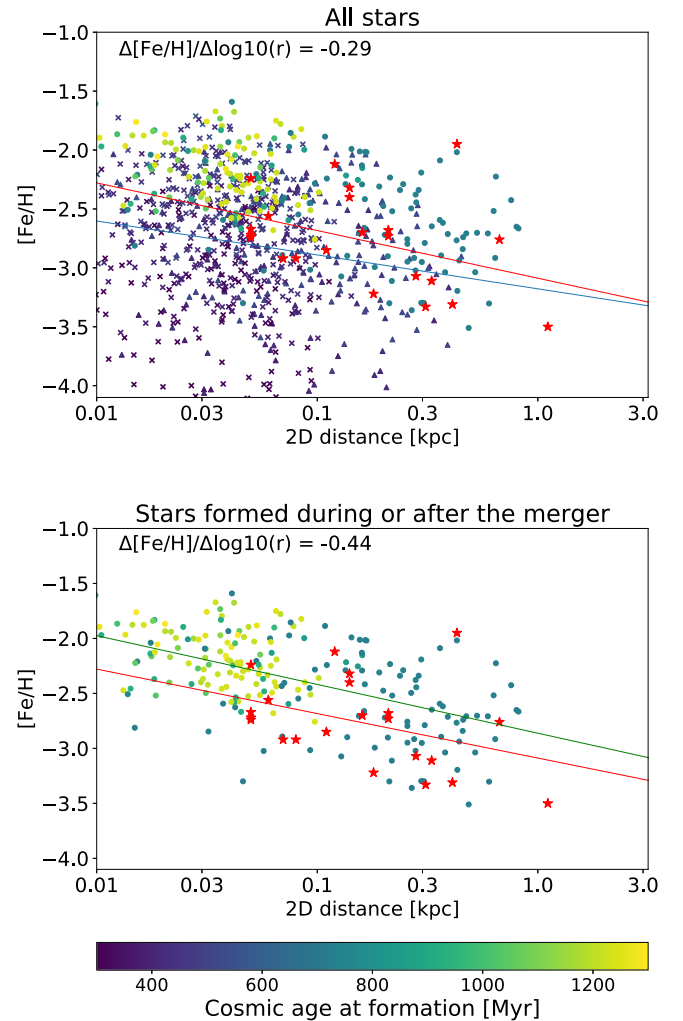 All stars
Δ[Fe/H]/Δlog10(r) = -0.29
−1.0
−1.5
−2.0
−2.5
−3.0
−3.5
−4.0
[Fe/H]
0.01 0.03 0.1 0.3 1.0 3.0
2D distance [kpc]
Stars formed during or after the merger
Δ[Fe/H]/Δlog10(r) = -0.44
−1.0
−1.5
−2.0
−2.5
−3.0
−3.5
−4.0
[Fe/H]
0.01 0.03 0.1 0.3 1.0 3.0
2D distance [kpc]
400 600 800 1000 1200
Cosmic age at formation [Myr]